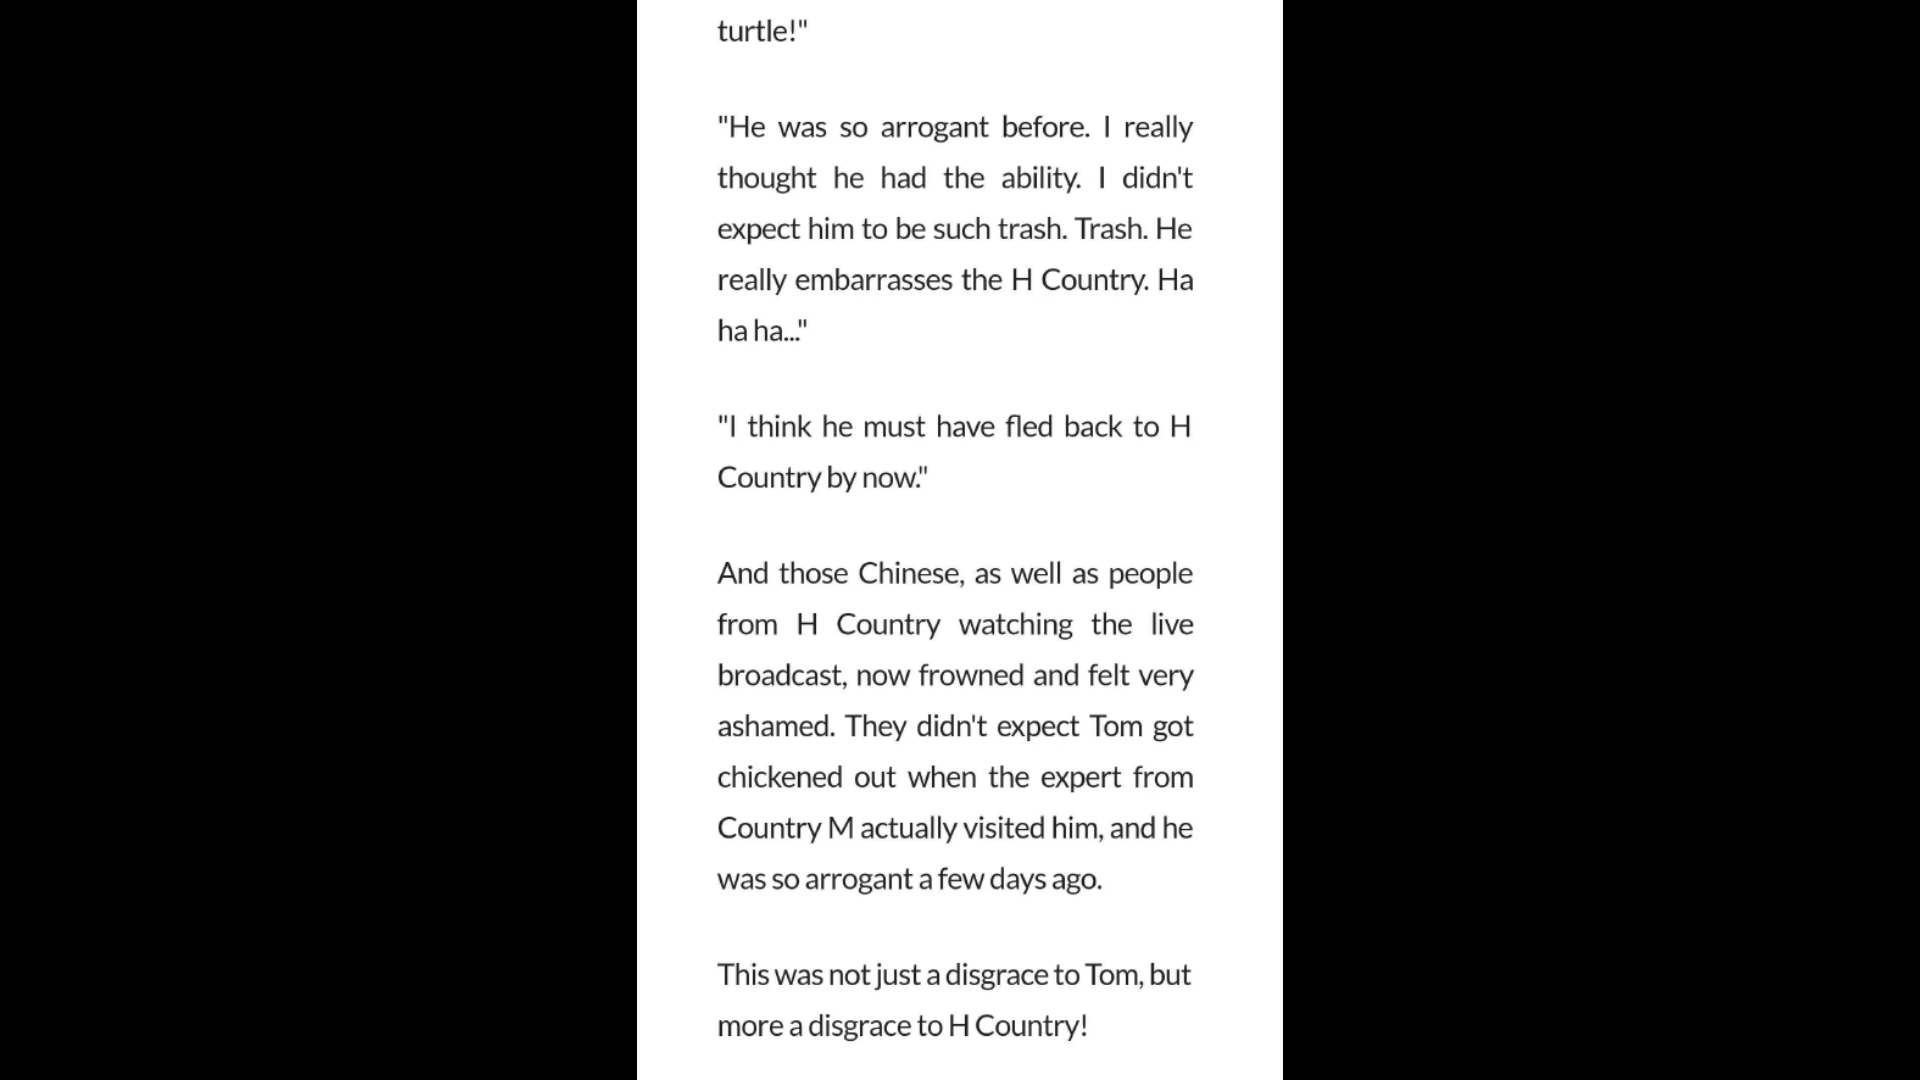 turtle!"
"He was so arrogant before. I really
thought he had the ability. I didn't
expect him to be such trash. Trash. He
really embarrasses the H Country. Ha
ha ha..."
"I think he must have fled back to H
Country by now."
And those Chinese, as well as people
from H Country watching the live
broadcast, now frowned and felt very
ashamed. They didn't expect Tom got
chickened out when the expert from
Country M actually visited him, and he
was so arrogant a few days ago.
This was not just a disgrace to Tom, but
more a disgrace to H Country!